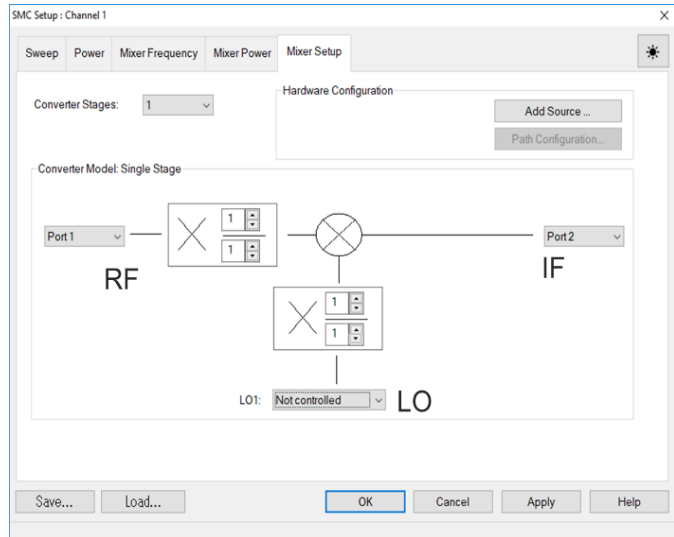 SMC Setup : Channel 1
Sweep Power Mixer Frequency Mixer Power Mixer Setup
Hardware Configuration
Converter Stages: 1
Add Source ...
Path Configuration...
Converter Model: Single Stage
Port 1
1
1
Port 2
RF
IF
1
1
LO1: Not controlled LO
Save... Load... OK Cancel Apply Help